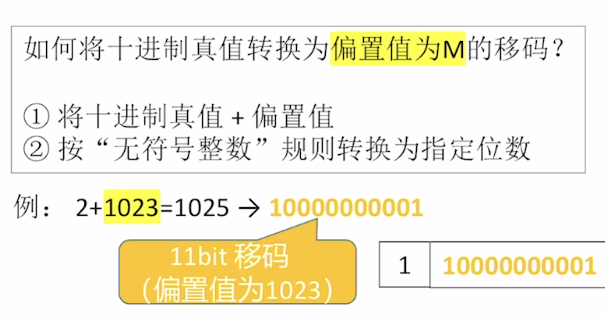 如何将十进制真值转换为偏置值为M的移码？
① 将十进制真值 + 偏置值
② 按“无符号整数”规则转换为指定位数
例： 2+1023=1025 → 10000000001
11bit 移码
（偏置值为1023）
1 10000000001